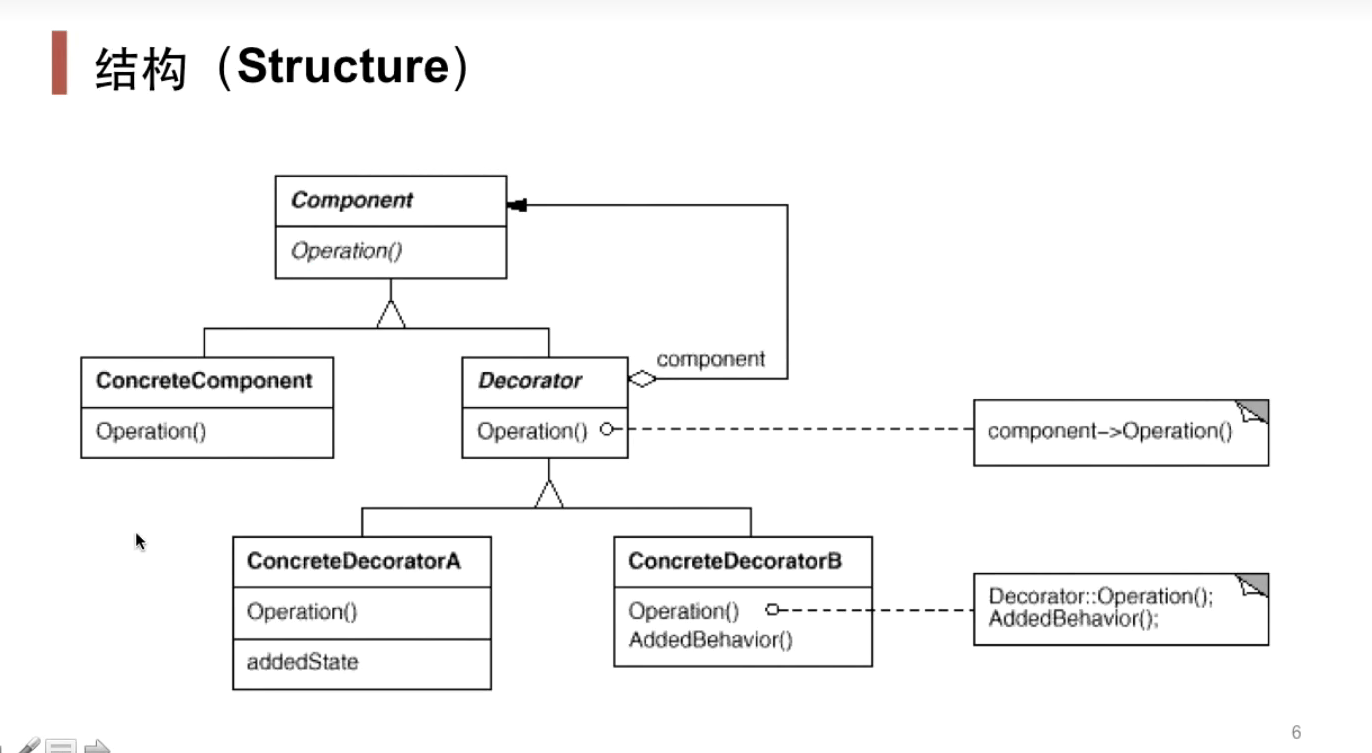 结构（Structure）
Component
Operation()
component
ConcreteComponent
Operation()
Decorator
Operation()
component->Operation()
ConcreteDecoratorA
Operation()
addedState
ConcreteDecoratorB
Operation()
AddedBehavior()
Decorator::Operation();
AddedBehavior();
6